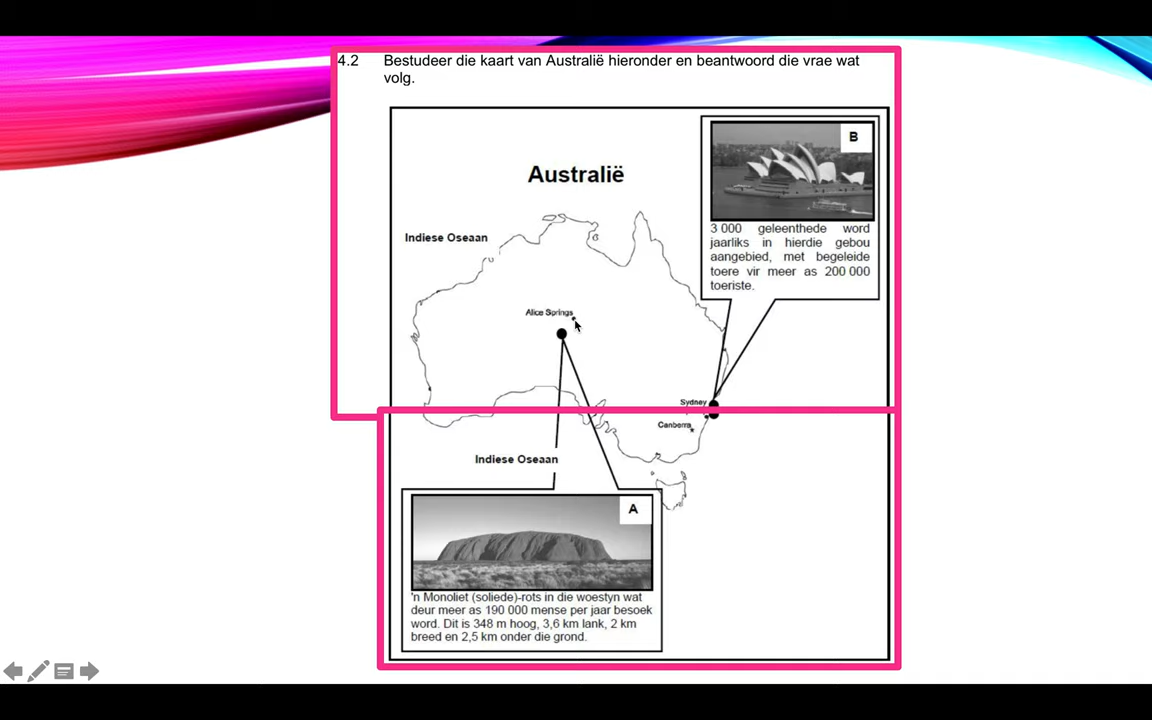 4.2 Bestudeer die kaart van Australië hieronder en beantwoord die vrae wat
volg.
B
Australië
3 000 geleenthede word
jaarliks in hierdie gebou
aangebied, met begeleide
toere vir meer as 200 000
toeriste.
Indiese Oseaan
Alice Springs
Sydney
Canberra
Indiese Oseaan
A
'n Monoliet (soliede)-rots in die woestyn wat
deur meer as 190 000 mense per jaar besoek
word. Dit is 348 m hoog, 3,6 km lank, 2 km
breed en 2,5 km onder die grond.